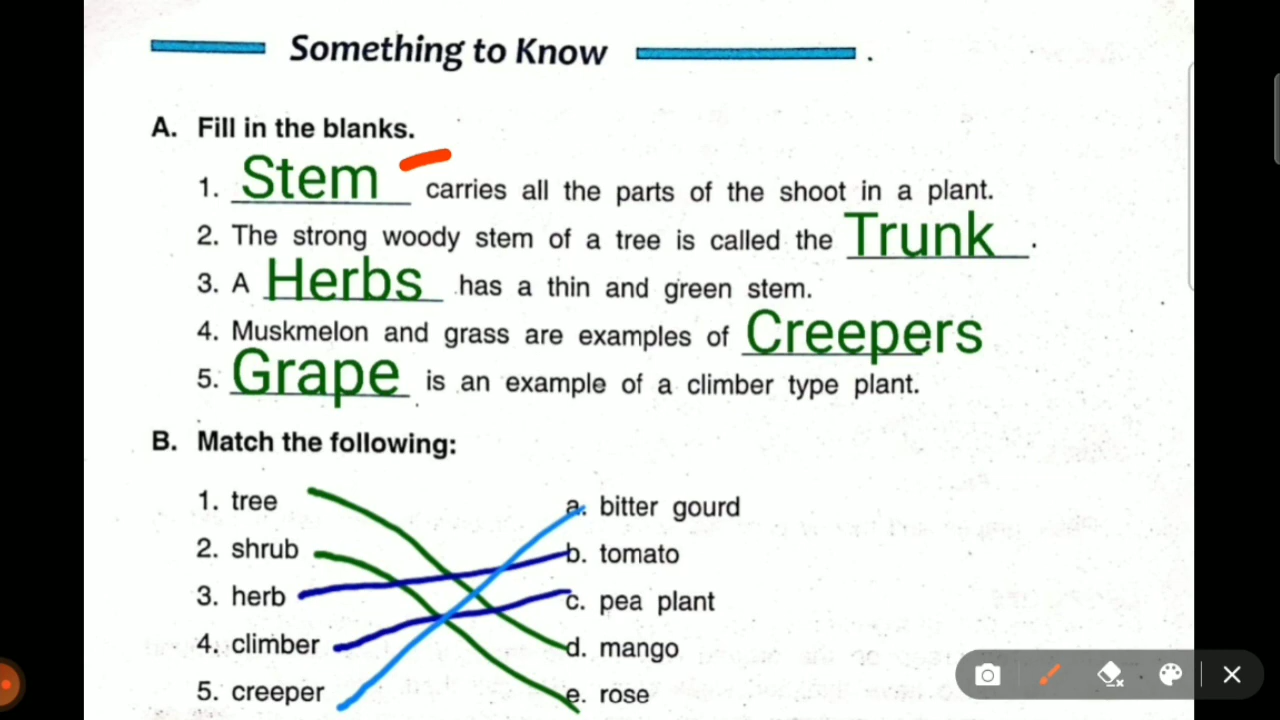 Something to Know
A. Fill in the blanks.
1. Stem carries all the parts of the shoot in a plant.
2. The strong woody stem of a tree is called the Trunk.
3. A Herbs has a thin and green stem.
4. Muskmelon and grass are examples of Creepers
5. Grape is an example of a climber type plant.
B. Match the following:
1. tree a. bitter gourd
2. shrub b. tomato
3. herb c. pea plant
4. climber d. mango
5. creeper e. rose